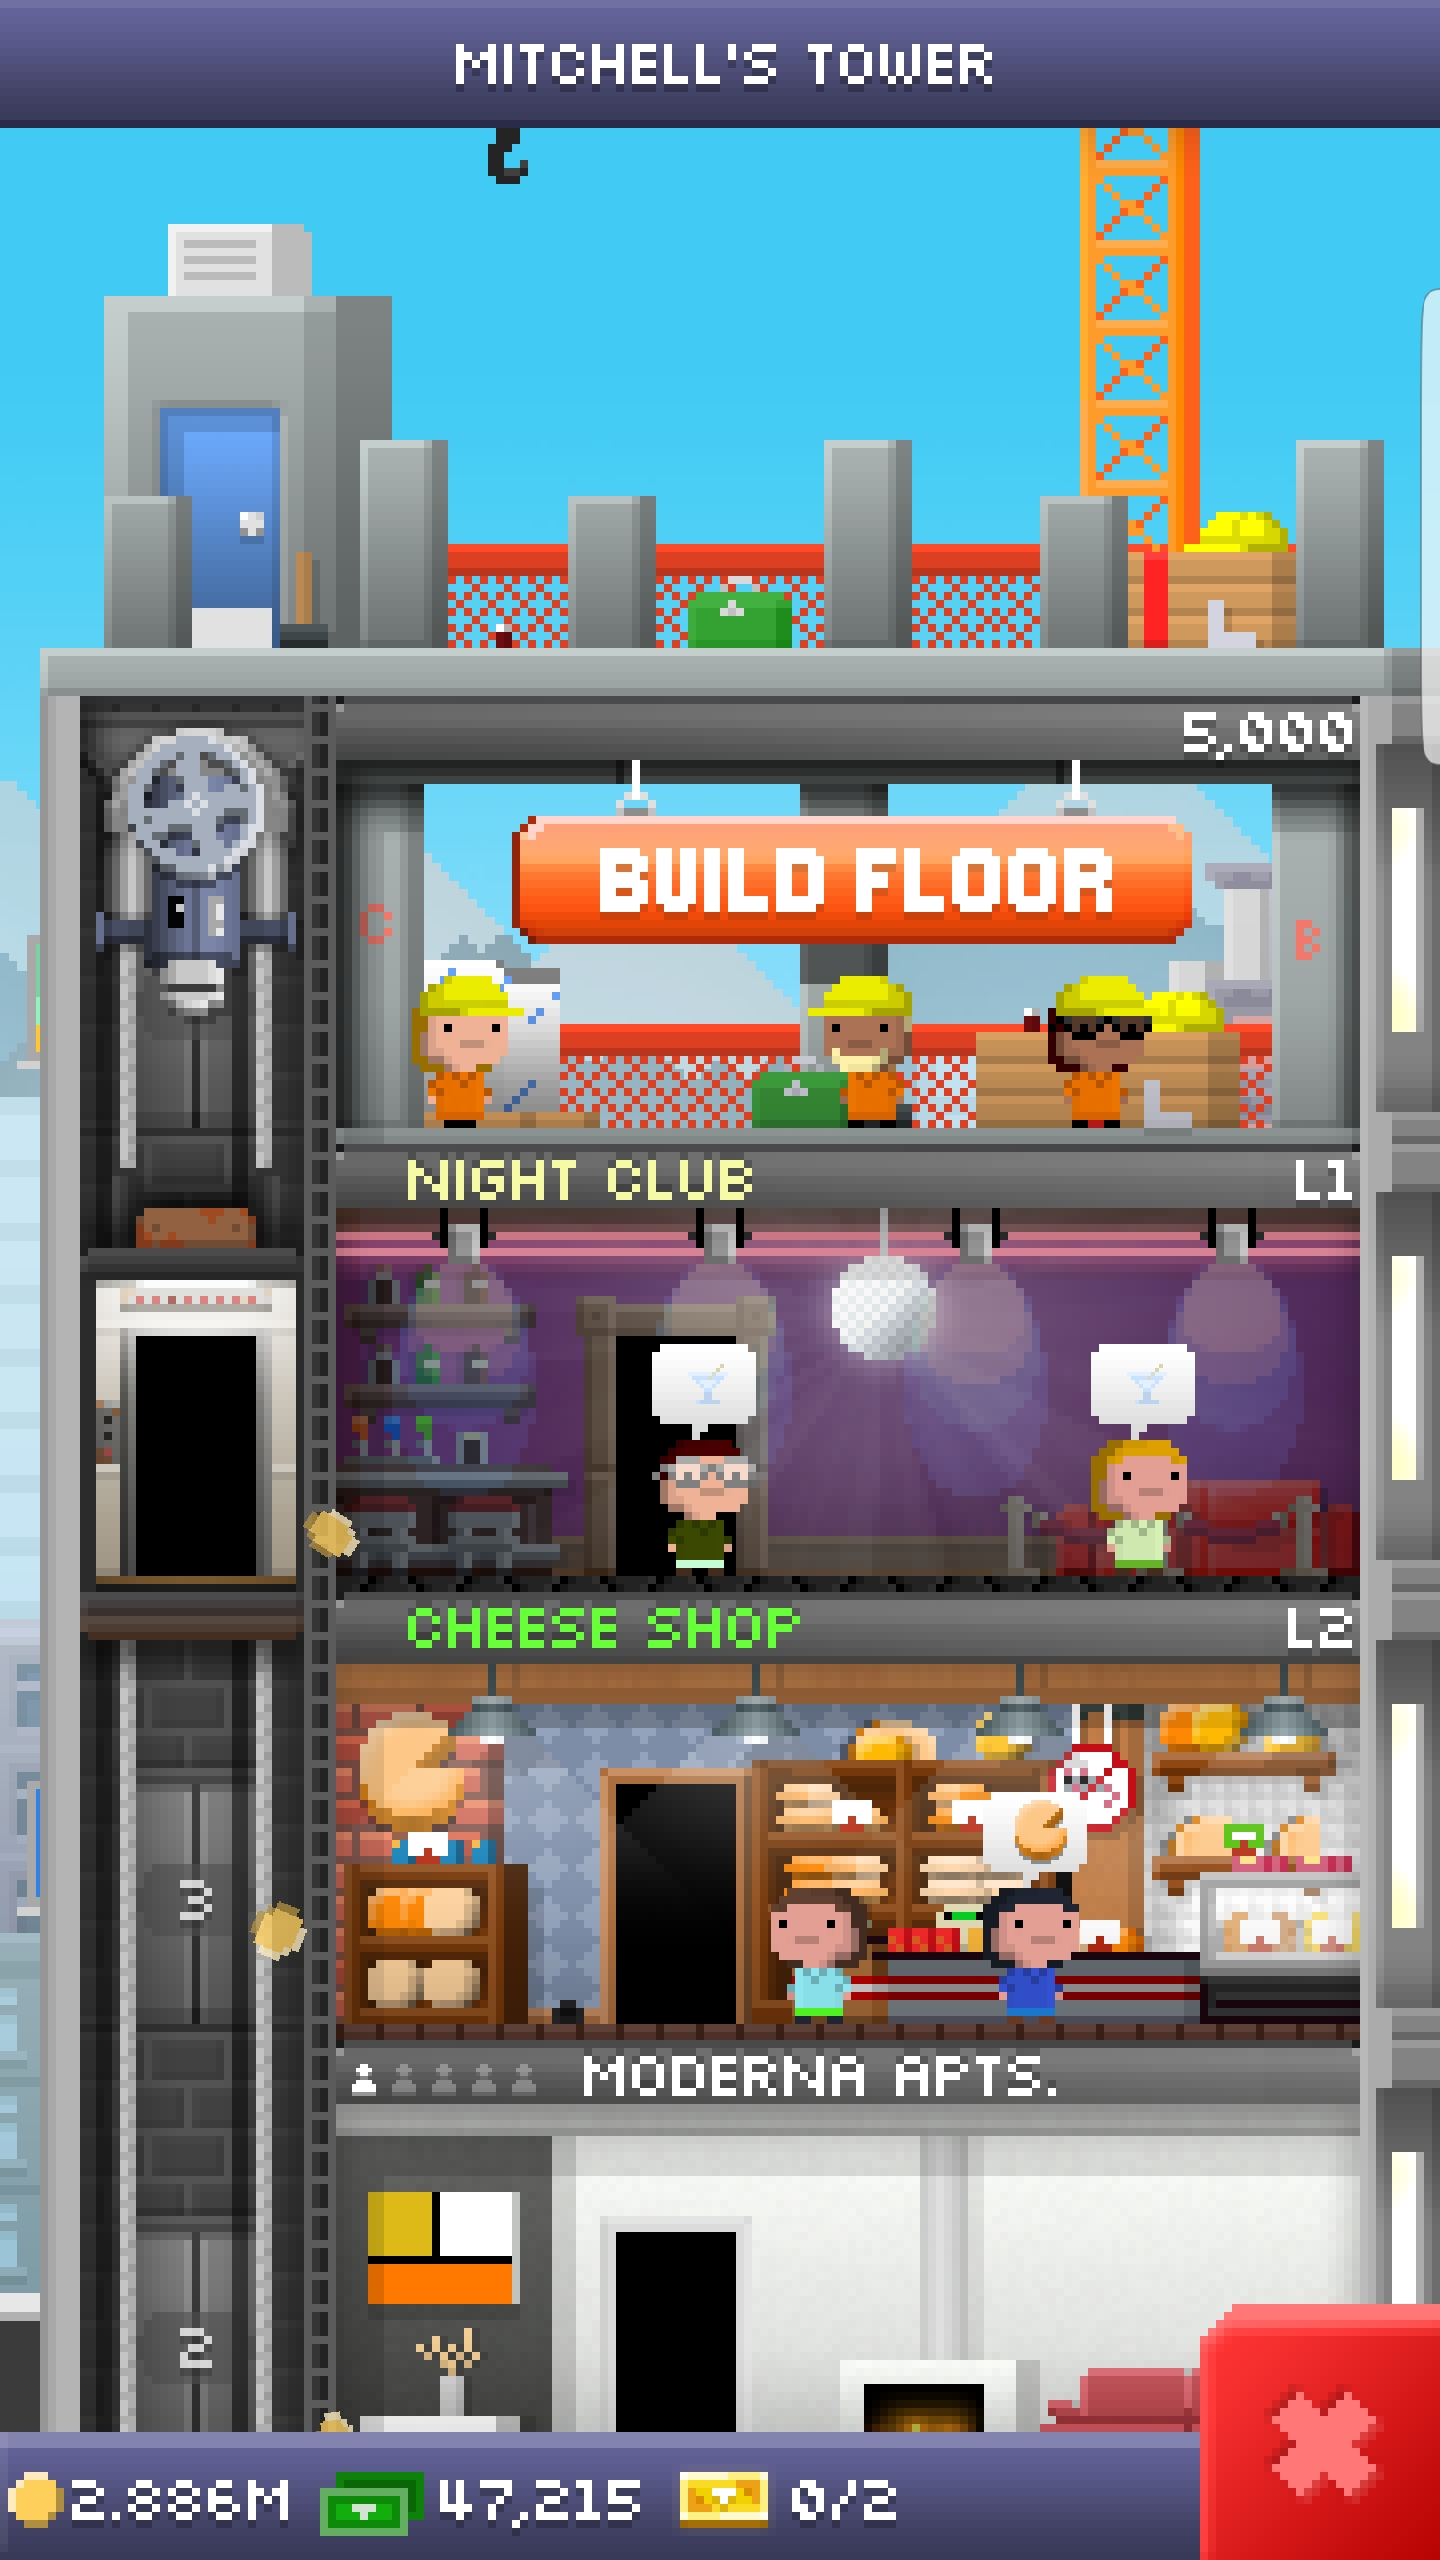 MITCHELL'S TOWER
5,000
BUILD FLOOR
C
B
NIGHT CLUB L1
CHEESE SHOP L2
3
MODERNA APTS.
2
2.886M 47,215 0/2